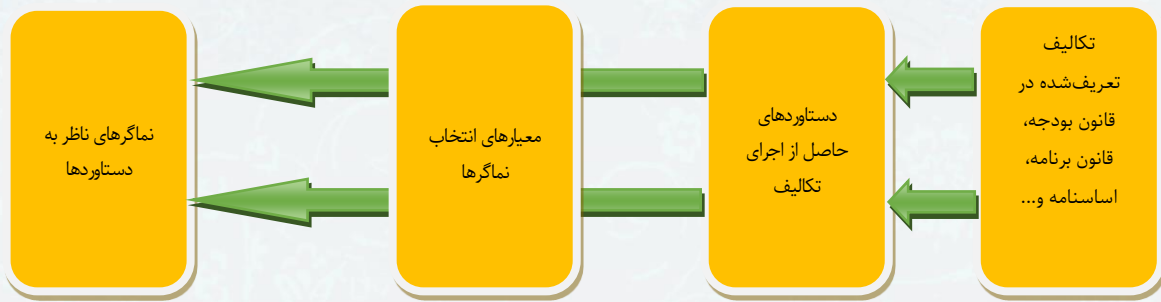 تکالیف
تعریف‌شده در
قانون بودجه،
قانون برنامه،
اساسنامه و...
دستاوردهای
حاصل از اجرای
تکالیف
معیارهای انتخاب
نماگرها
نماگرهای ناظر به
دستاوردها